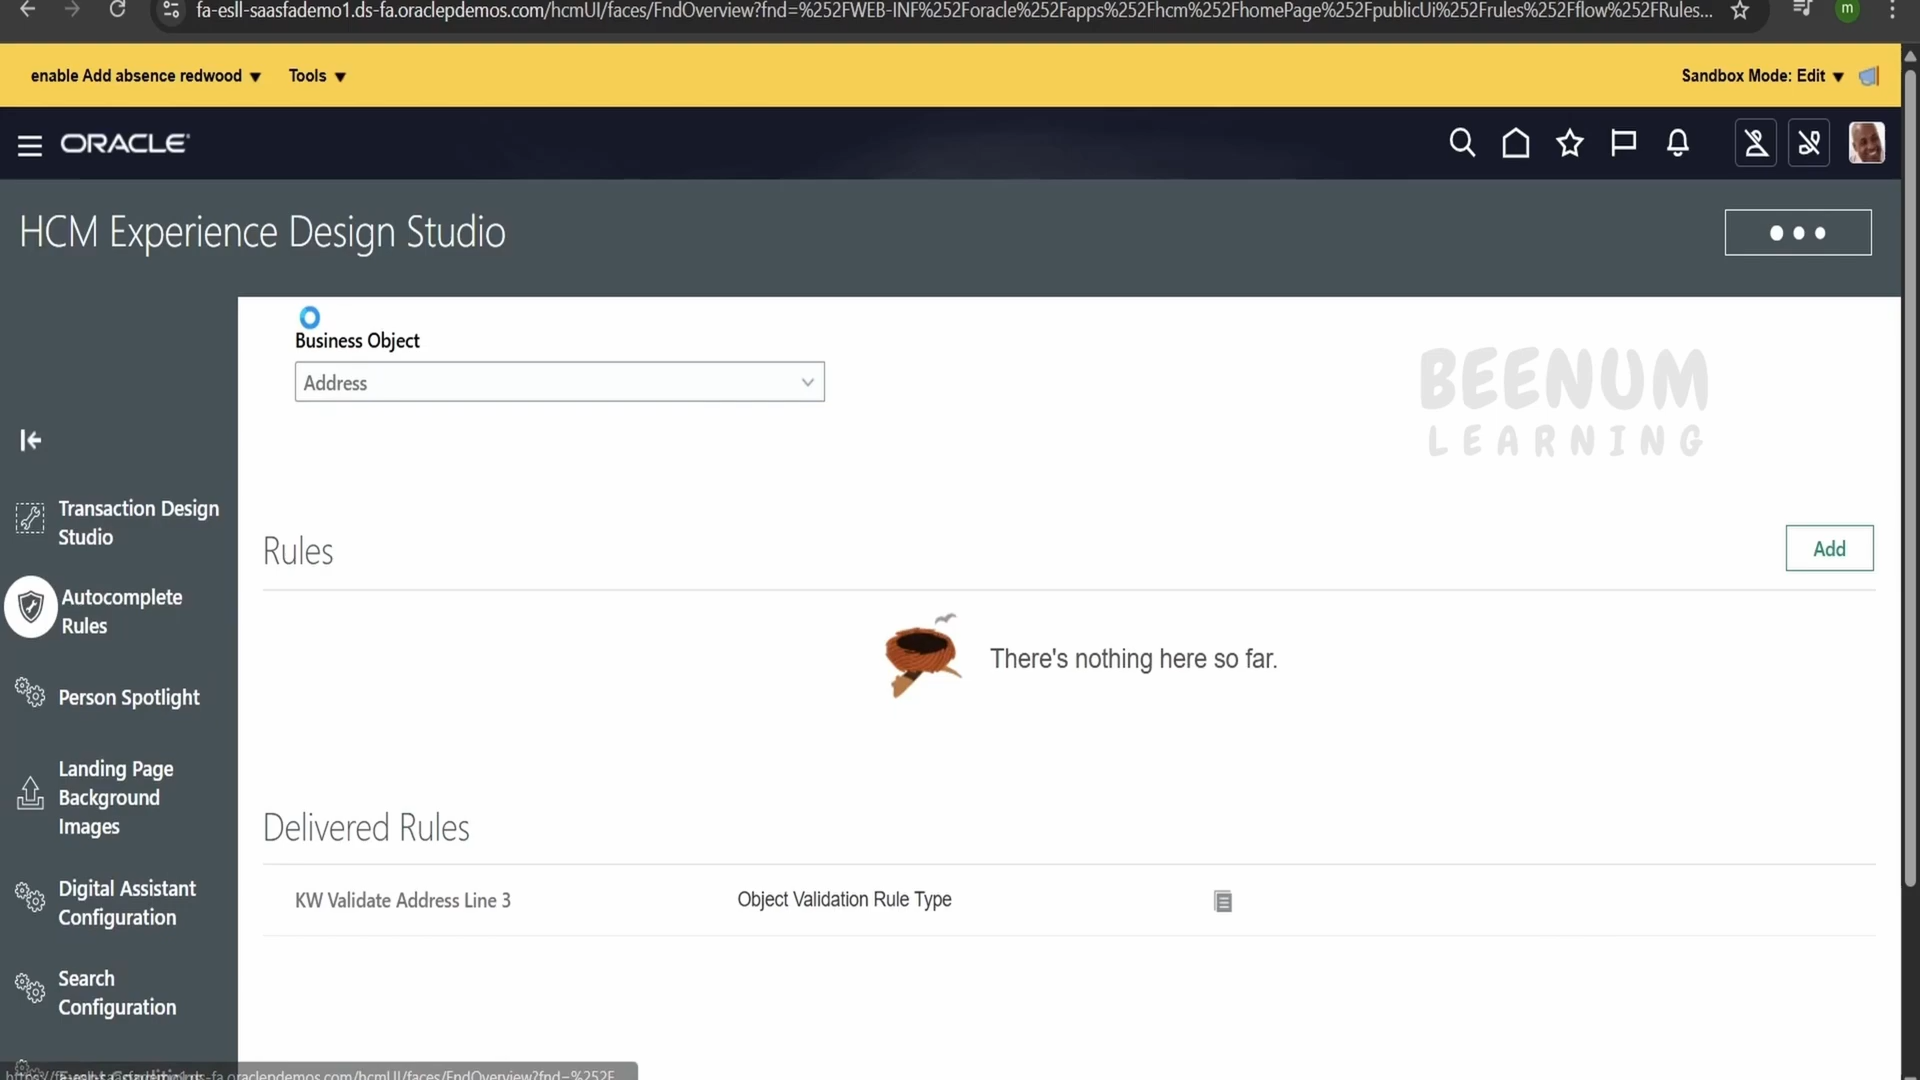 fa-esll-saasfademo1.ds-fa.oraclepdemos.com/hcmUI/faces/FndOverview?fnd=%252FWEB-INF%252Foracle%252Fapps%252Fhcm%252FhomePage%252FpublicUi%252Frules%252Fflow%252FRules...
m
enable Add absence redwood
Tools
Sandbox Mode: Edit
ORACLE
HCM Experience Design Studio
Business Object
Address
BEENUM
LEARNING
Transaction Design
Studio
Rules
Add
Autocomplete
Rules
There's nothing here so far.
Person Spotlight
Landing Page
Background
Images
Delivered Rules
KW Validate Address Line 3
Object Validation Rule Type
Digital Assistant
Configuration
Search
Configuration